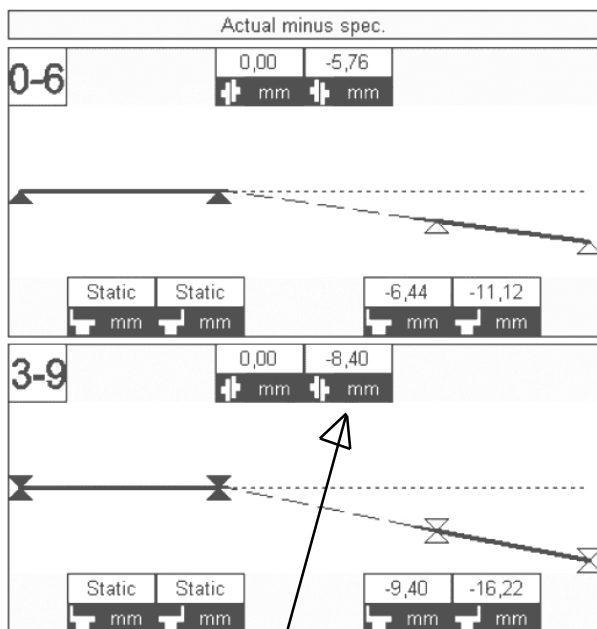 Actual minus spec.
0-6
0,00 -5,76
mm mm
Static Static -6,44 -11,12
mm mm mm mm
3-9
0,00 -8,40
mm mm
Static Static -9,40 -16,22
mm mm mm mm